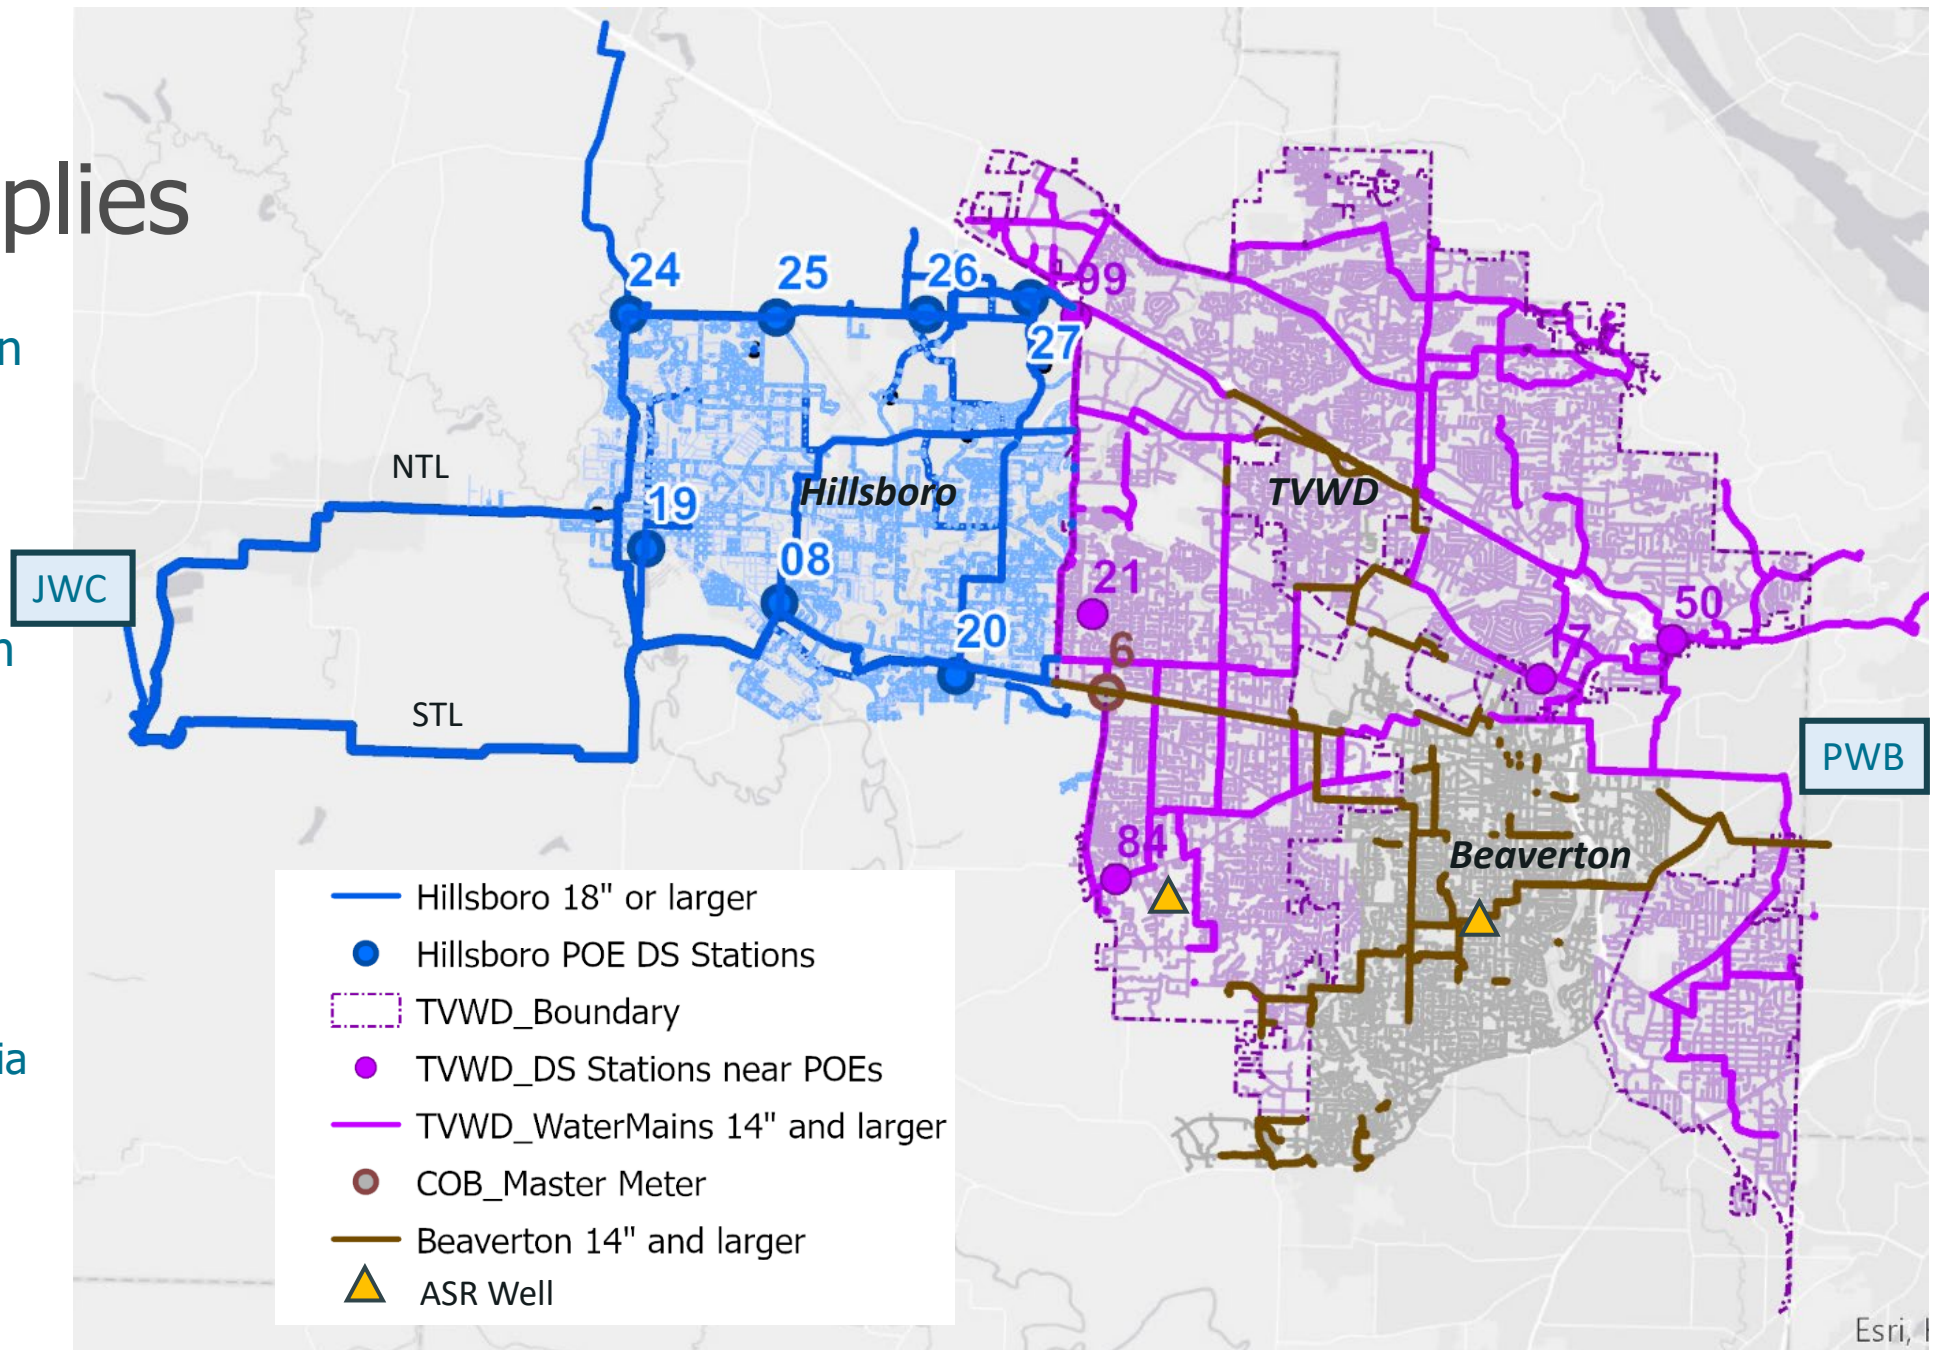 plies
n
n
ia
24
25
26
99
27
NTL
19
Hillsboro
TVWD
08
21
JWC
20
6
17
50
STL
PWB
84
Beaverton
Hillsboro 18" or larger
Hillsboro POE DS Stations
TVWD_Boundary
TVWD_DS Stations near POEs
TVWD_WaterMains 14" and larger
COB_Master Meter
Beaverton 14" and larger
ASR Well
Esri,